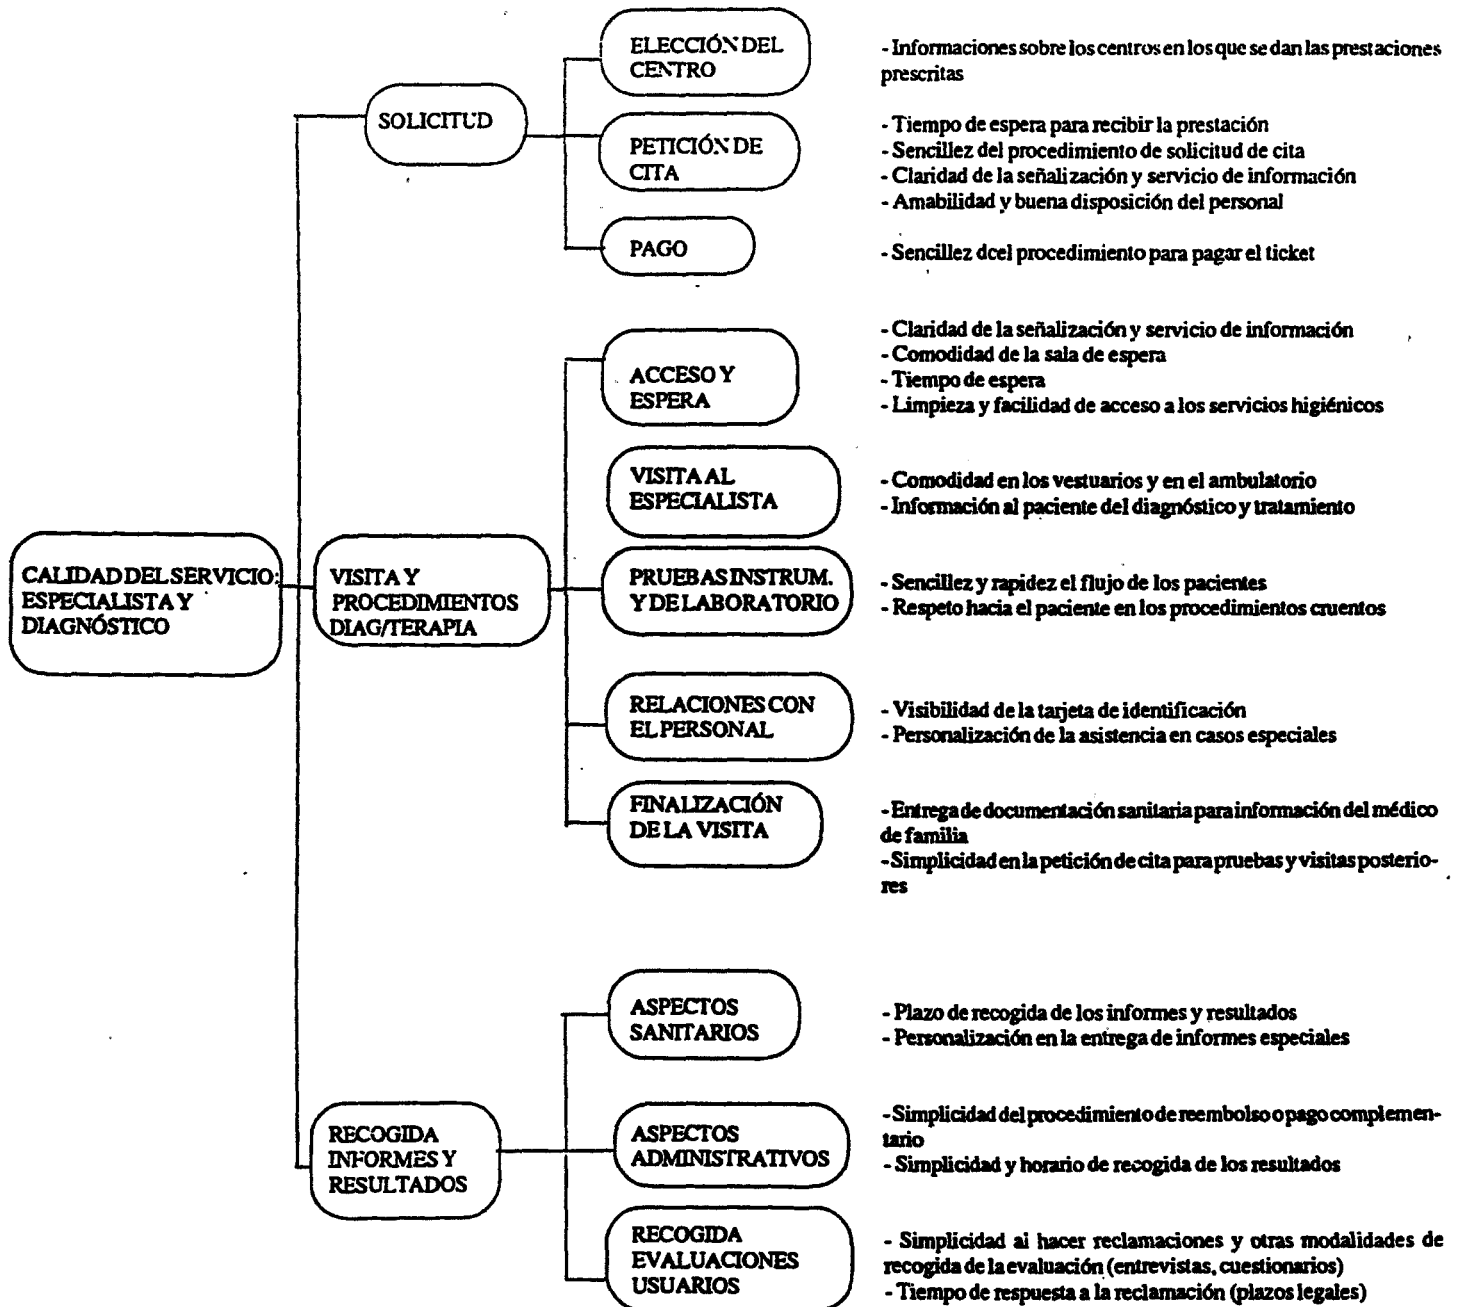 ELECCIÓN DEL
CENTRO
- Informaciones sobre los centros en los que se dan las prestaciones
prescritas
SOLICITUD
PETICIÓN DE
CITA
- Tiempo de espera para recibir la prestación
- Sencillez del procedimiento de solicitud de cita
- Claridad de la señalización y servicio de información
- Amabilidad y buena disposición del personal
PAGO
- Sencillez dcel procedimiento para pagar el ticket
ACCESO Y
ESPERA
- Claridad de la señalización y servicio de información
- Comodidad de la sala de espera
- Tiempo de espera
- Limpieza y facilidad de acceso a los servicios higiénicos
VISITA AL
ESPECIALISTA
- Comodidad en los vestuarios y en el ambulatorio
- Información al paciente del diagnóstico y tratamiento
CALIDAD DEL SERVICIO:
ESPECIALISTA Y
DIAGNÓSTICO
VISITA Y
PROCEDIMIENTOS
DIAG/TERAPIA
PRUEBAS INSTRUM.
Y DE LABORATORIO
- Sencillez y rapidez el flujo de los pacientes
- Respeto hacia el paciente en los procedimientos cruentos
RELACIONES CON
EL PERSONAL
- Visibilidad de la tarjeta de identificación
- Personalización de la asistencia en casos especiales
FINALIZACIÓN
DE LA VISITA
- Entrega de documentación sanitaria para información del médico
de familia
- Simplicidad en la petición de cita para pruebas y visitas posterio-
res
ASPECTOS
SANITARIOS
- Plazo de recogida de los informes y resultados
- Personalización en la entrega de informes especiales
RECOGIDA
INFORMES Y
RESULTADOS
ASPECTOS
ADMINISTRATIVOS
- Simplicidad del procedimiento de reembolso o pago complemen-
tario
- Simplicidad y horario de recogida de los resultados
RECOGIDA
EVALUACIONES
USUARIOS
- Simplicidad al hacer reclamaciones y otras modalidades de
recogida de la evaluación (entrevistas, cuestionarios)
- Tiempo de respuesta a la reclamación (plazos legales)